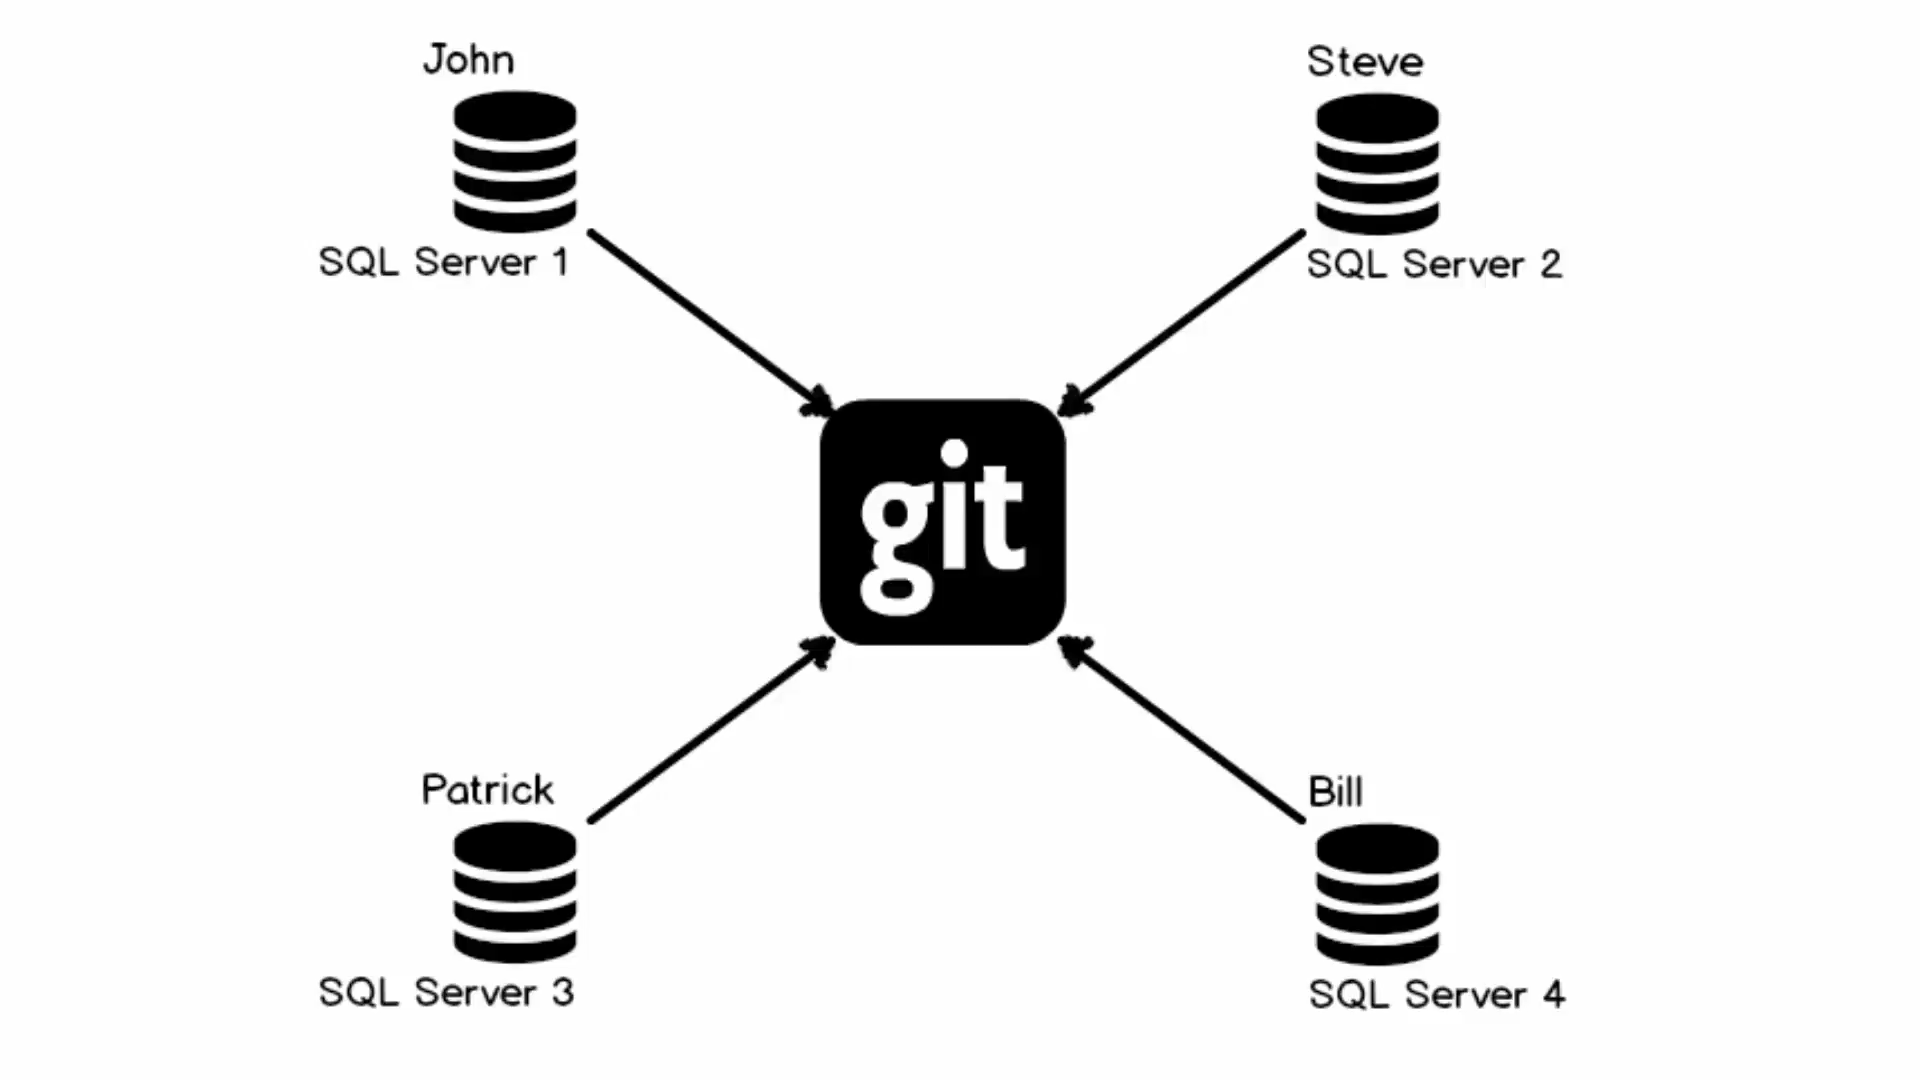 John
Steve
SQL Server 1
SQL Server 2
git
Patrick
Bill
SQL Server 3
SQL Server 4